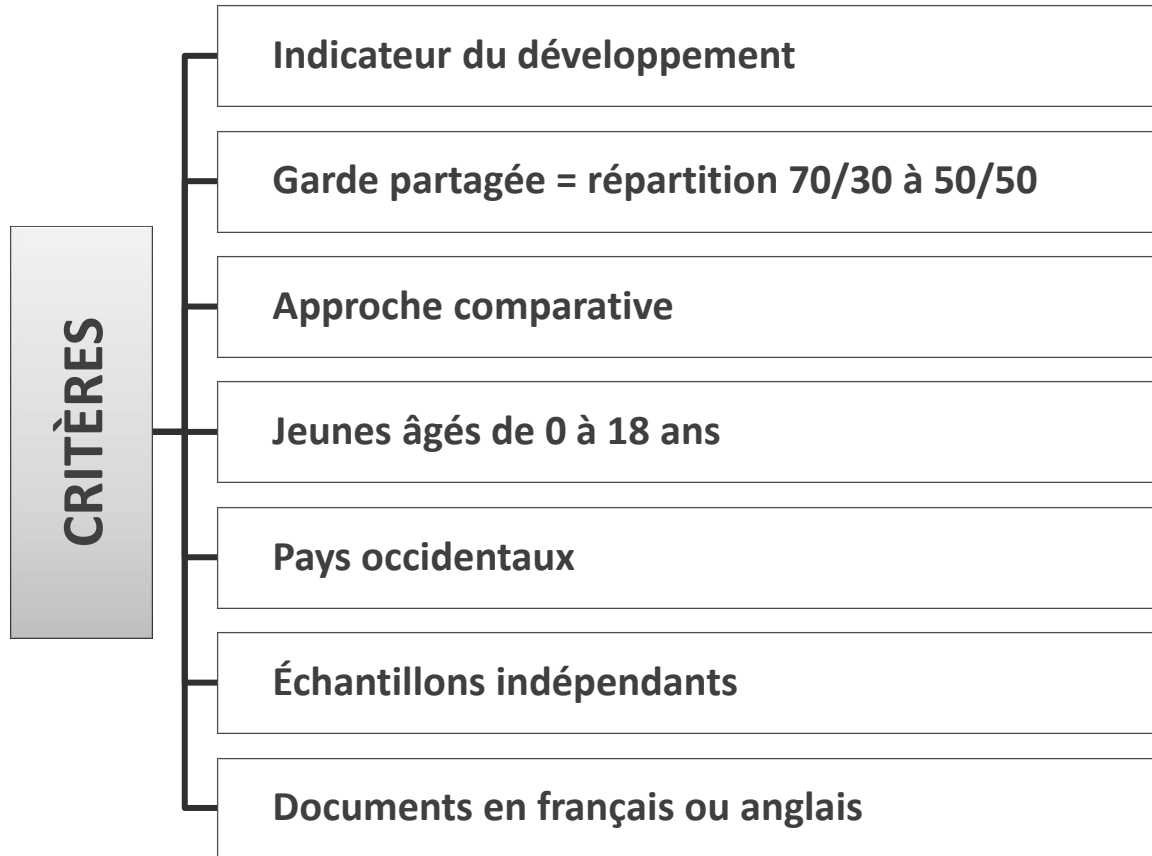 CRITÈRES
Indicateur du développement
Garde partagée = répartition 70/30 à 50/50
Approche comparative
Jeunes âgés de 0 à 18 ans
Pays occidentaux
Échantillons indépendants
Documents en français ou anglais